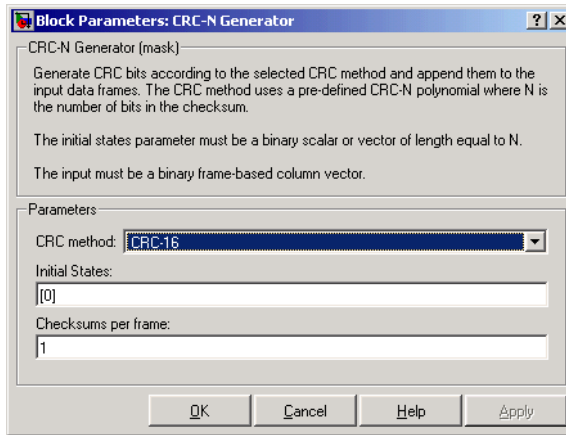 Block Parameters: CRC-N Generator
CRC-N Generator (mask)
Generate CRC bits according to the selected CRC method and append them to the
input data frames. The CRC method uses a pre-defined CRC-N polynomial where N is
the number of bits in the checksum.
The initial states parameter must be a binary scalar or vector of length equal to N.
The input must be a binary frame-based column vector.
Parameters
CRC method: CRC-16
Initial States:
[0]
Checksums per frame:
1
OK Cancel Help Apply